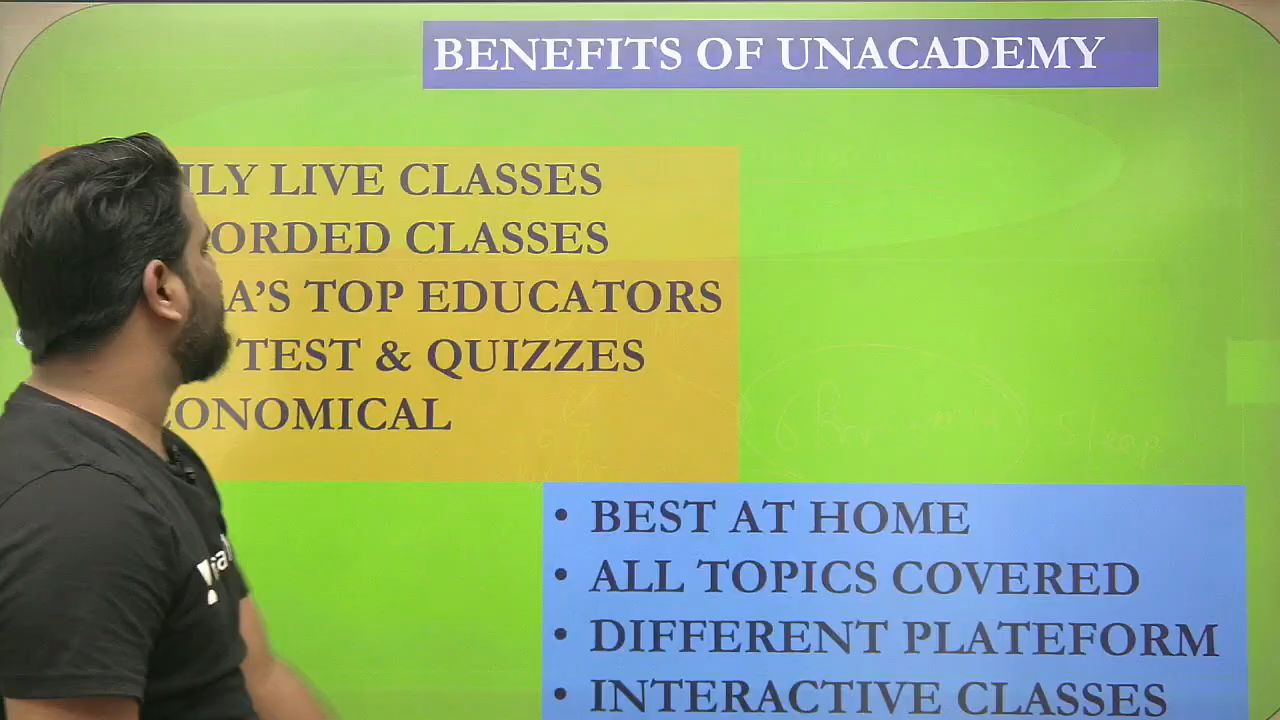 BENEFITS OF UNACADEMY
ILY LIVE CLASSES
ORDED CLASSES
A'S TOP EDUCATORS
TEST & QUIZZES
ONOMICAL
• BEST AT HOME
• ALL TOPICS COVERED
• DIFFERENT PLATEFORM
• INTERACTIVE CLASSES
Sleep